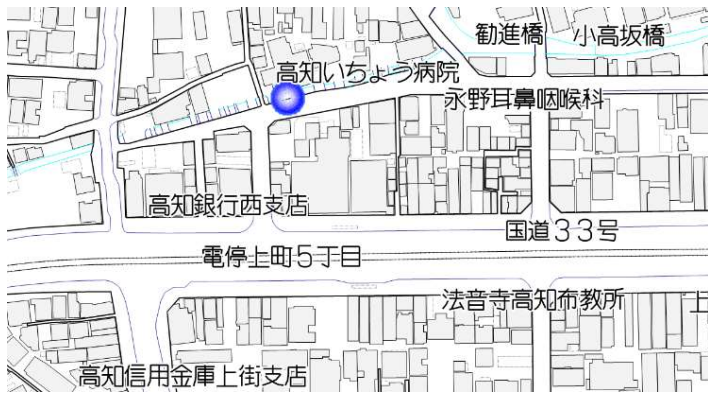 勧進橋
小高坂橋
高知いちょう病院
永野耳鼻咽喉科
高知銀行西支店
国道33号
電停上町5丁目
法音寺高知布教所
上
高知信用金庫上街支店